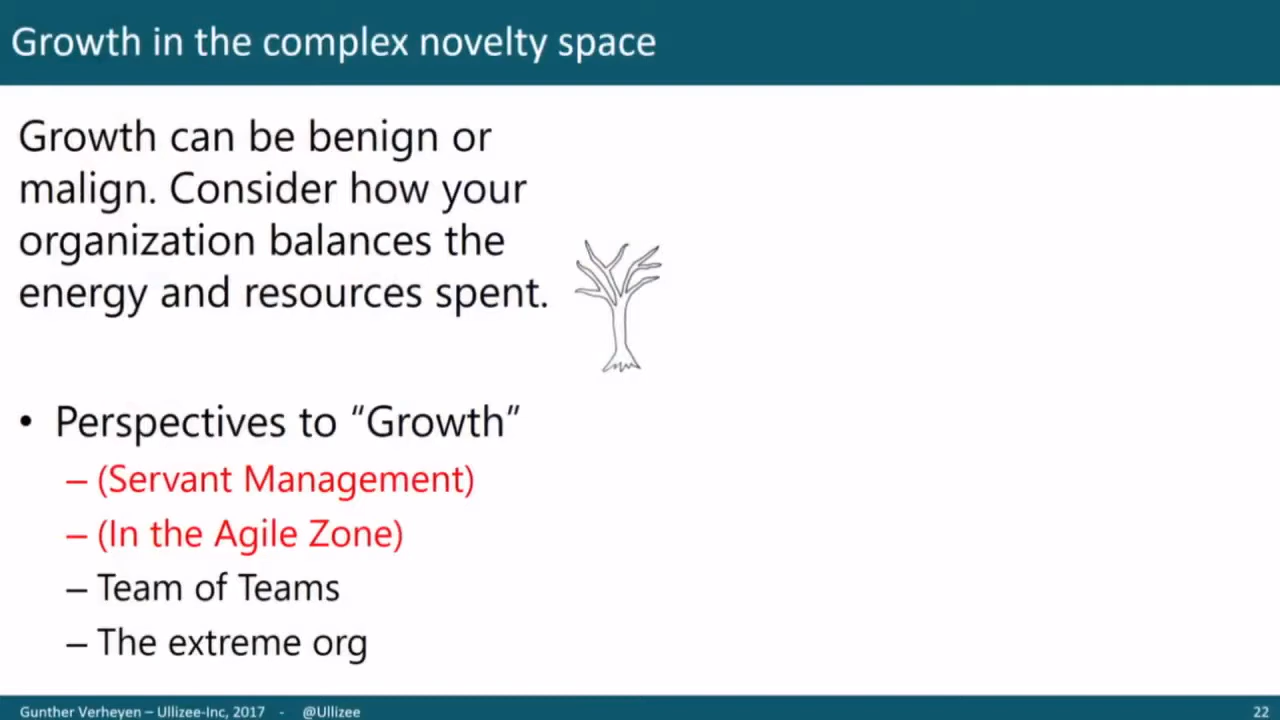 Growth in the complex novelty space
Growth can be benign or
malign. Consider how your
organization balances the
energy and resources spent.
• Perspectives to “Growth”
– (Servant Management)
– (In the Agile Zone)
– Team of Teams
– The extreme org
Gunther Verheyen – Ullizee-Inc, 2017 - @Ullizee
22